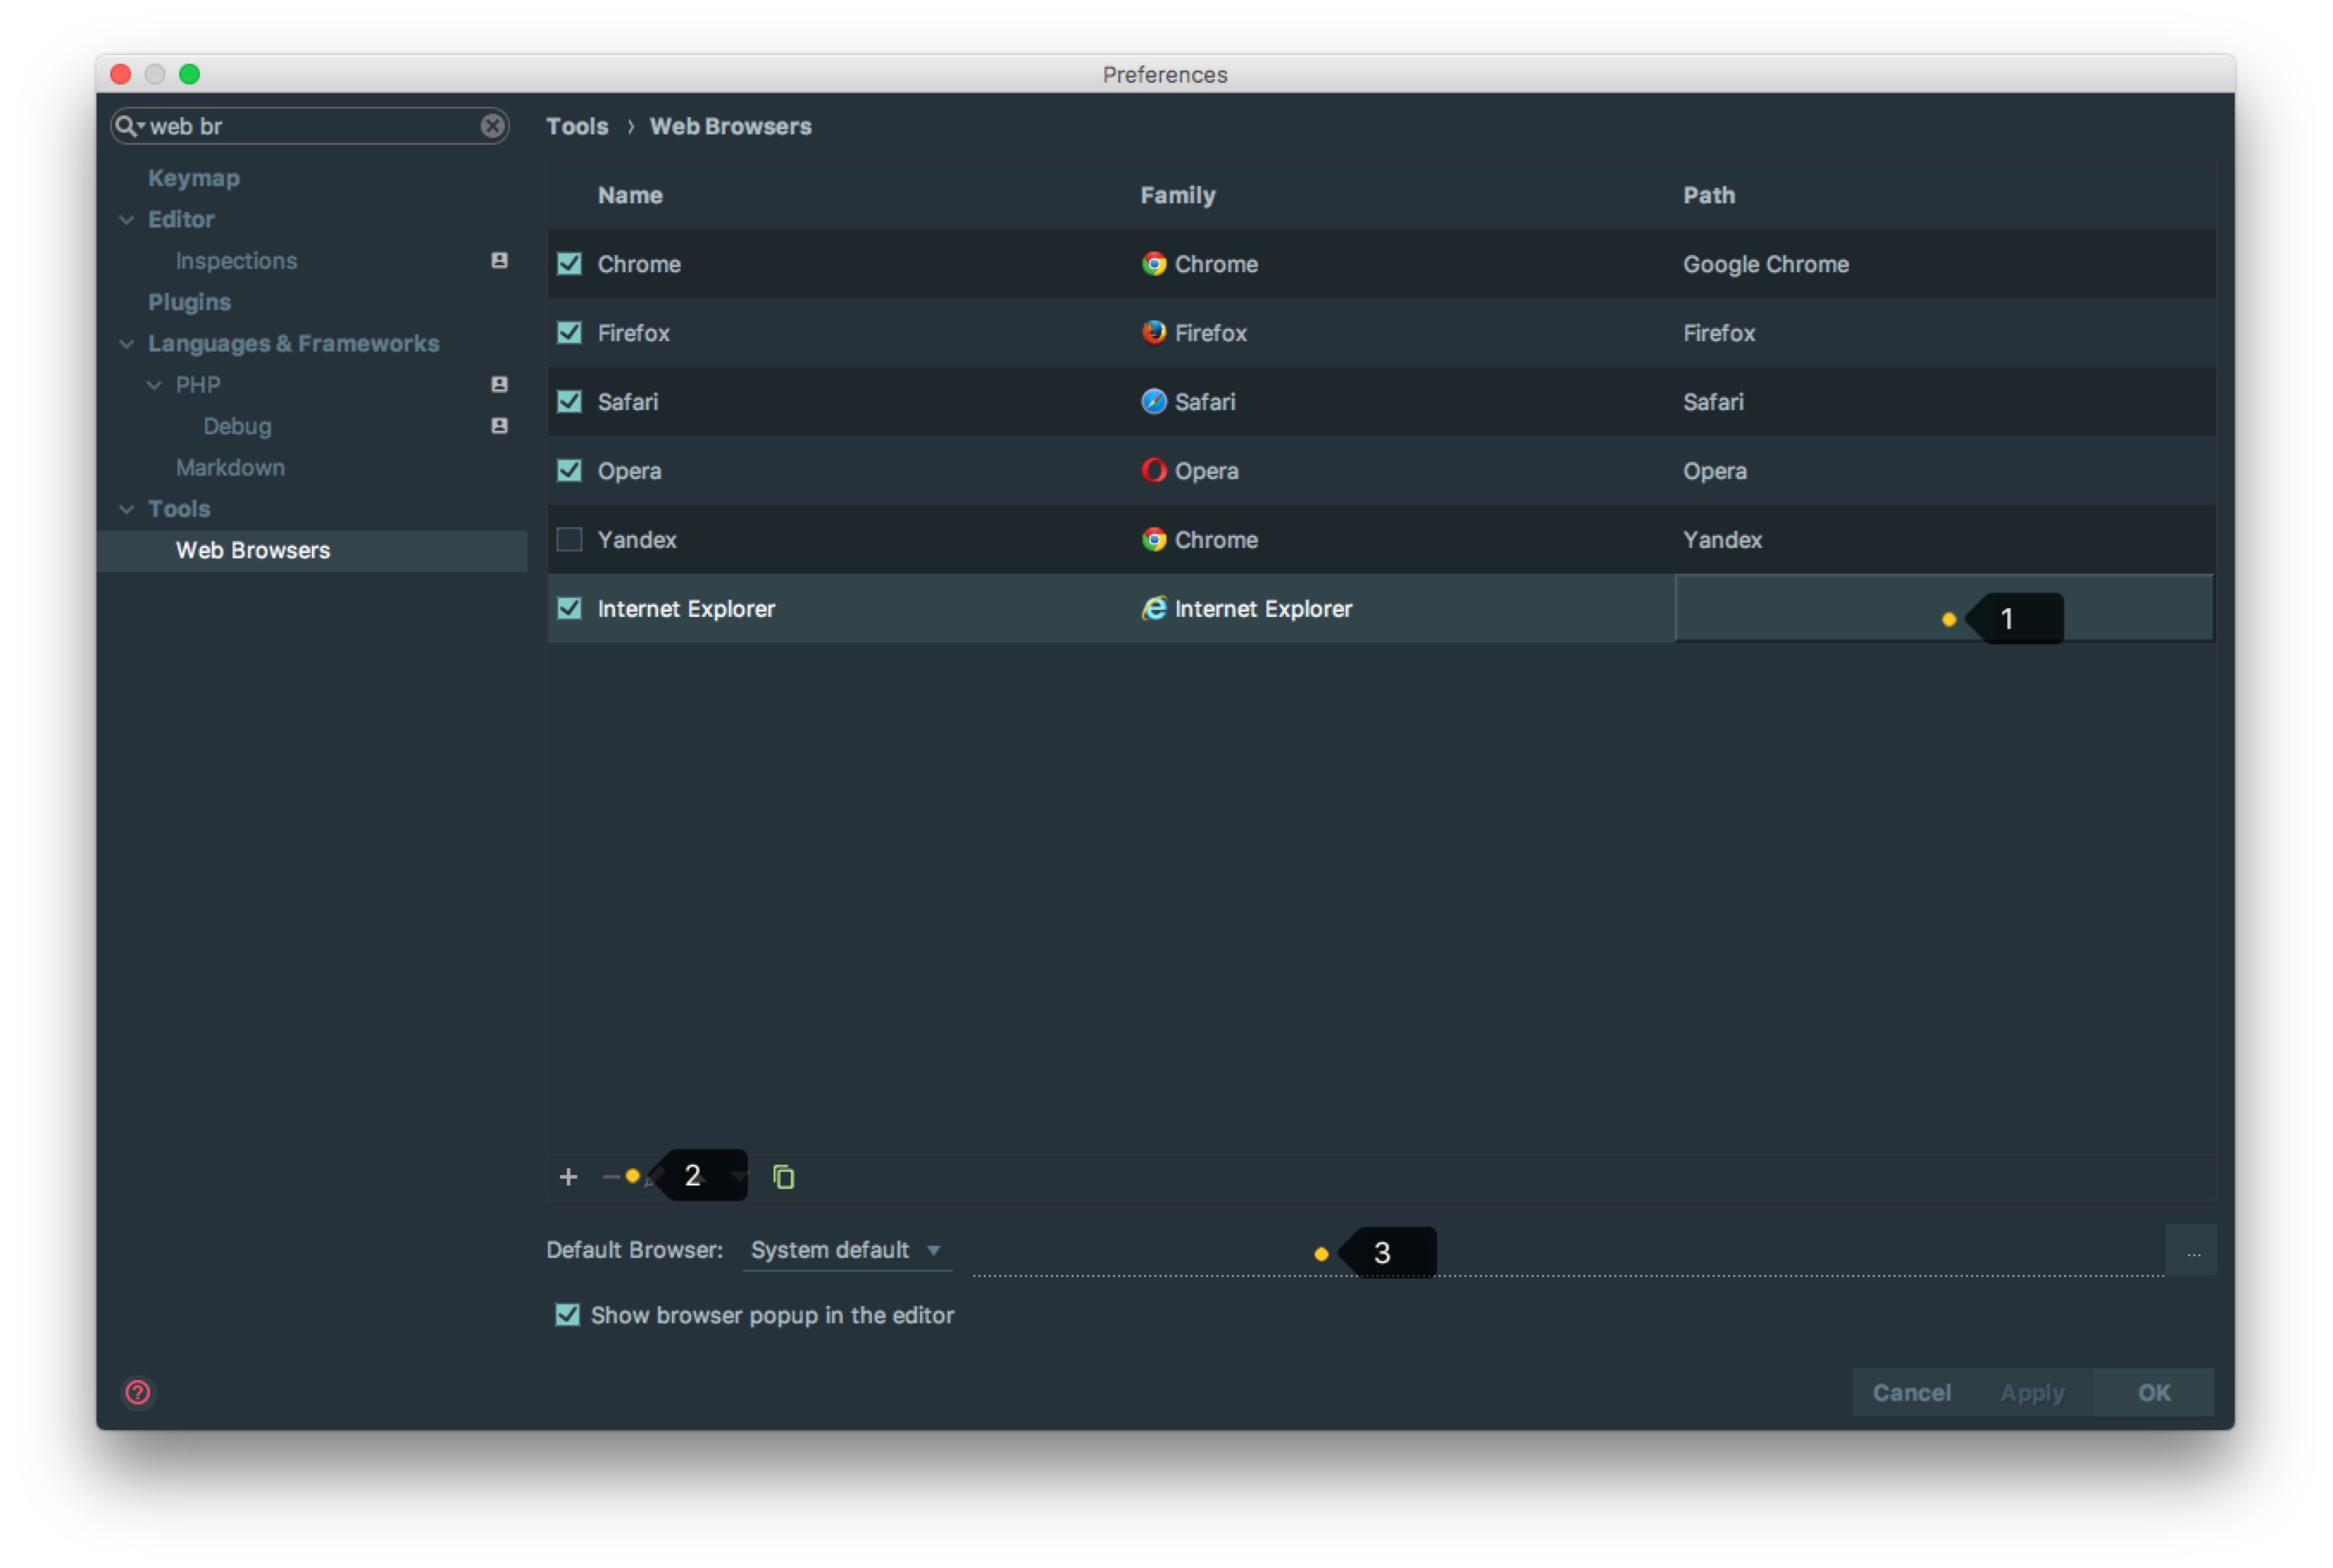 Preferences
web br
Tools › Web Browsers
Keymap
Editor
Inspections
Plugins
Languages & Frameworks
PHP
Debug
Markdown
Tools
Web Browsers
Name Family Path
Chrome Chrome Google Chrome
Firefox Firefox Firefox
Safari Safari Safari
Opera Opera Opera
Yandex Chrome Yandex
Internet Explorer Internet Explorer 1
2
Default Browser: System default 3 ...
Show browser popup in the editor
Cancel Apply OK